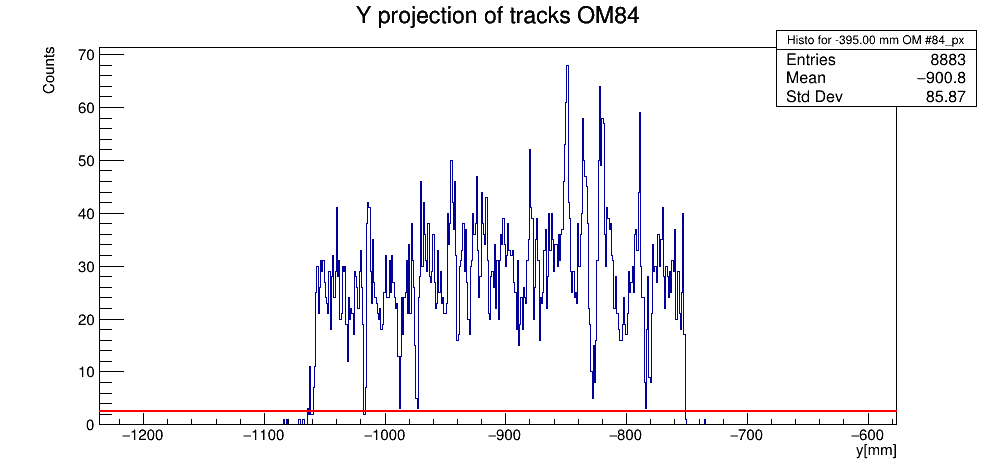 Y projection of tracks OM84
Histo for -395.00 mm OM #84_px
Entries 8883
Mean −900.8
Std Dev 85.87
Counts
70
60
50
40
30
20
10
0
−1200 −1100 −1000 −900 −800 −700 −600
y[mm]